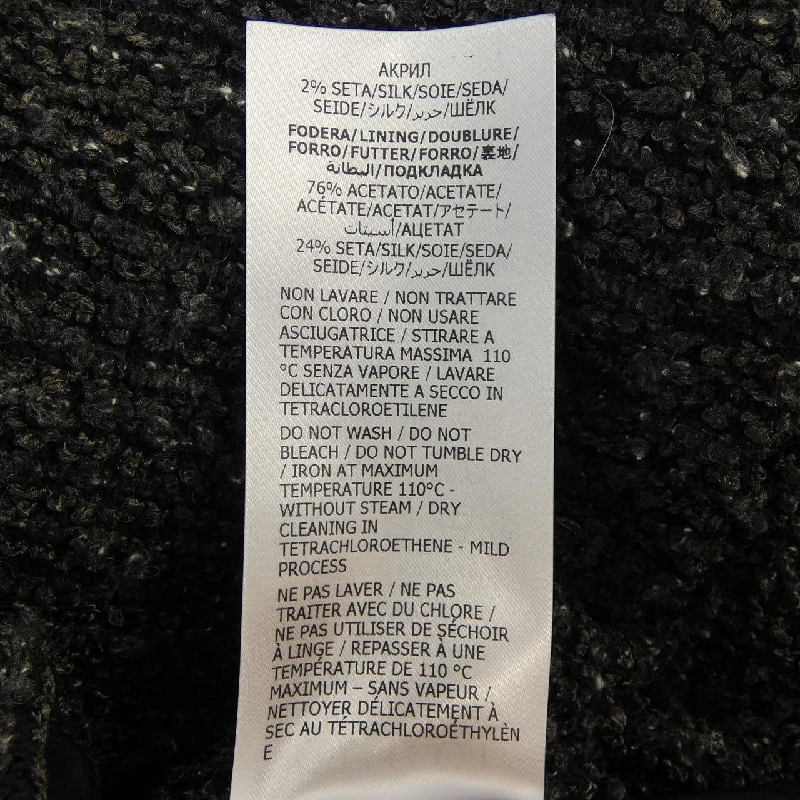 АКРИЛ
2% SETA/SILK/SOIE/SEDA/
SEIDE/シルク/حرير/ШЁЛК
FODERA/LINING/DOUBLURE/
FORRO/FUTTER/FORRO/裏地/
البطانة/ПОДКЛАДКА
76% ACETATO/ACETATE/
ACÉTATE/ACETAT/アセテート/
أسيتات/АЦЕТАТ
24% SETA/SILK/SOIE/SEDA/
SEIDE/シルク/حرير/ШЁЛК
NON LAVARE / NON TRATTARE
CON CLORO / NON USARE
ASCIUGATRICE / STIRARE A
TEMPERATURA MASSIMA 110
°C SENZA VAPORE / LAVARE
DELICATAMENTE A SECCO IN
TETRACLOROETILENE
DO NOT WASH / DO NOT
BLEACH / DO NOT TUMBLE DRY
/ IRON AT MAXIMUM
TEMPERATURE 110°C -
WITHOUT STEAM / DRY
CLEANING IN
TETRACHLOROETHENE - MILD
PROCESS
NE PAS LAVER / NE PAS
TRAITER AVEC DU CHLORE /
NE PAS UTILISER DE SÉCHOIR
À LINGE / REPASSER À UNE
TEMPÉRATURE DE 110 °C
MAXIMUM – SANS VAPEUR /
NETTOYER DÉLICATEMENT À
SEC AU TÉTRACHLOROÉTHYLÈN
E